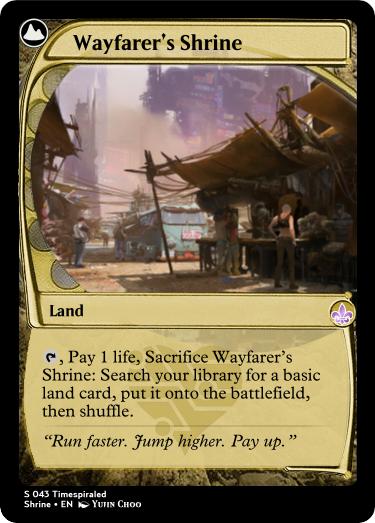 Wayfarer's Shrine
Land
, Pay 1 life, Sacrifice Wayfarer's
Shrine: Search your library for a basic
land card, put it onto the battlefield,
then shuffle.
“Run faster. Jump higher. Pay up.”
S 043 Timespiraled
Shrine • EN Yujin Choo